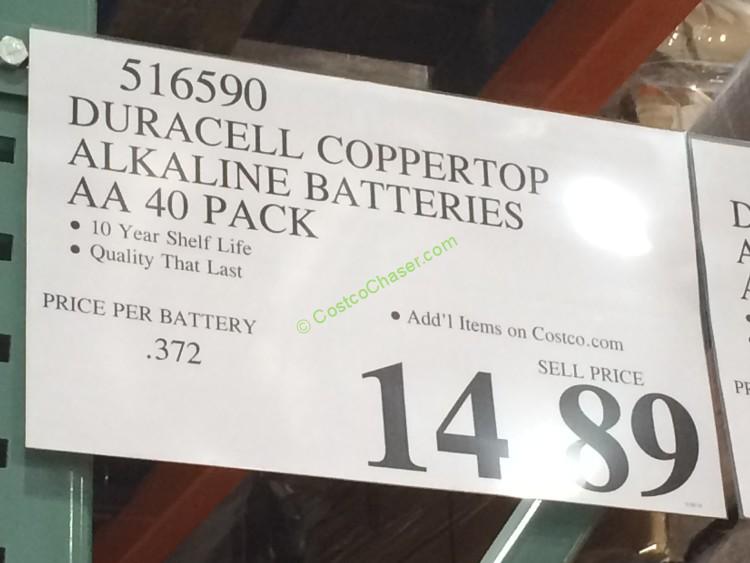 516590
DURACELL COPPERTOP
ALKALINE BATTERIES
AA 40 PACK
• 10 Year Shelf Life
• Quality That Last
© CostcoChaser.com
PRICE PER BATTERY
.372
• Add'l Items on Costco.com
SELL PRICE
14 89